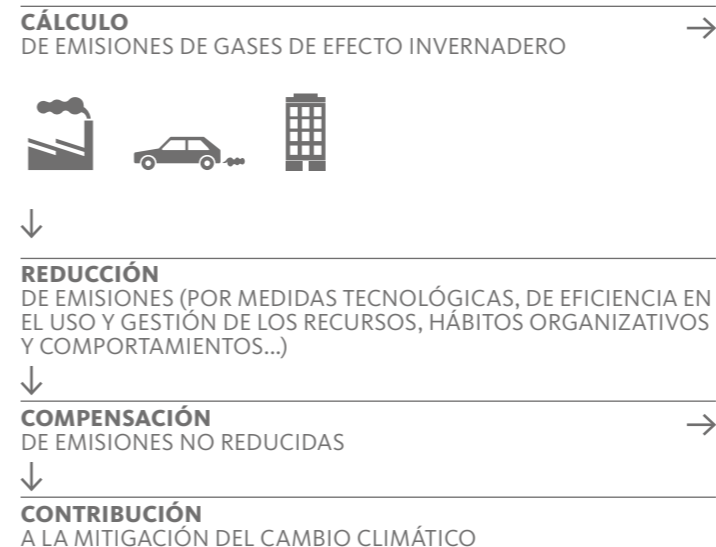 CÁLCULO
DE EMISIONES DE GASES DE EFECTO INVERNADERO
REDUCCIÓN
DE EMISIONES (POR MEDIDAS TECNOLÓGICAS, DE EFICIENCIA EN
EL USO Y GESTIÓN DE LOS RECURSOS, HÁBITOS ORGANIZATIVOS
Y COMPORTAMIENTOS...)
COMPENSACIÓN
DE EMISIONES NO REDUCIDAS
CONTRIBUCIÓN
A LA MITIGACIÓN DEL CAMBIO CLIMÁTICO